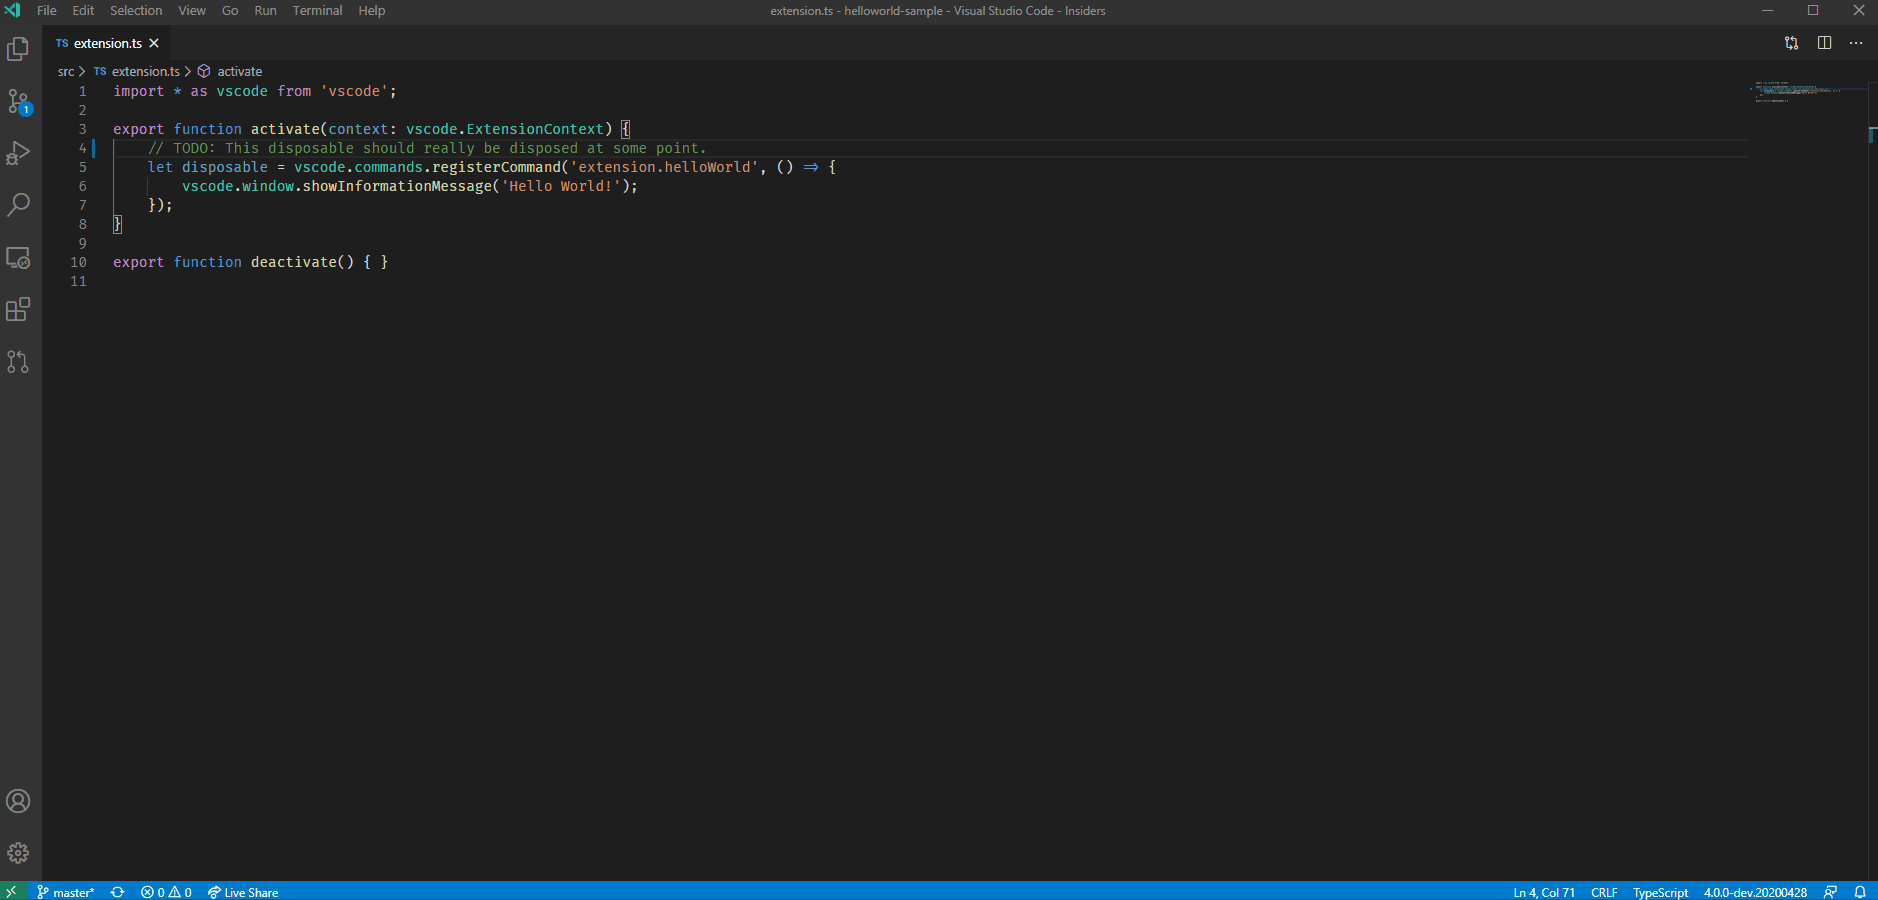 File Edit Selection View Go Run Terminal Help
extension.ts - helloworld-sample - Visual Studio Code - Insiders
TS extension.ts
src > TS extension.ts > activate
1 import * as vscode from 'vscode';
2
3 export function activate(context: vscode.ExtensionContext) {
4 // TODO: This disposable should really be disposed at some point.
5 let disposable = vscode.commands.registerCommand('extension.helloWorld', () => {
6 vscode.window.showInformationMessage('Hello World!');
7 });
8 }
9
10 export function deactivate() { }
11
1
master* 0 0 Live Share
Ln 4, Col 71 CRLF TypeScript 4.0.0-dev.20200428